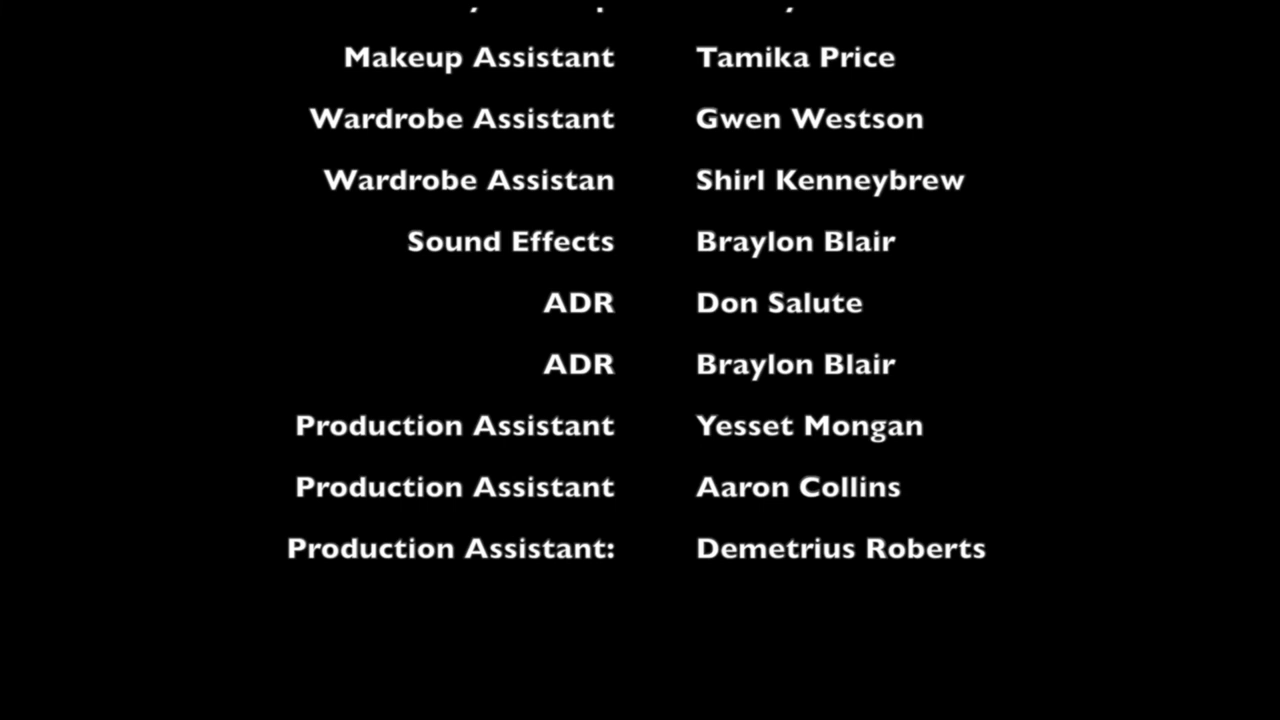 Makeup Assistant Tamika Price
Wardrobe Assistant Gwen Westson
Wardrobe Assistan Shirl Kenneybrew
Sound Effects Braylon Blair
ADR Don Salute
ADR Braylon Blair
Production Assistant Yesset Mongan
Production Assistant Aaron Collins
Production Assistant: Demetrius Roberts